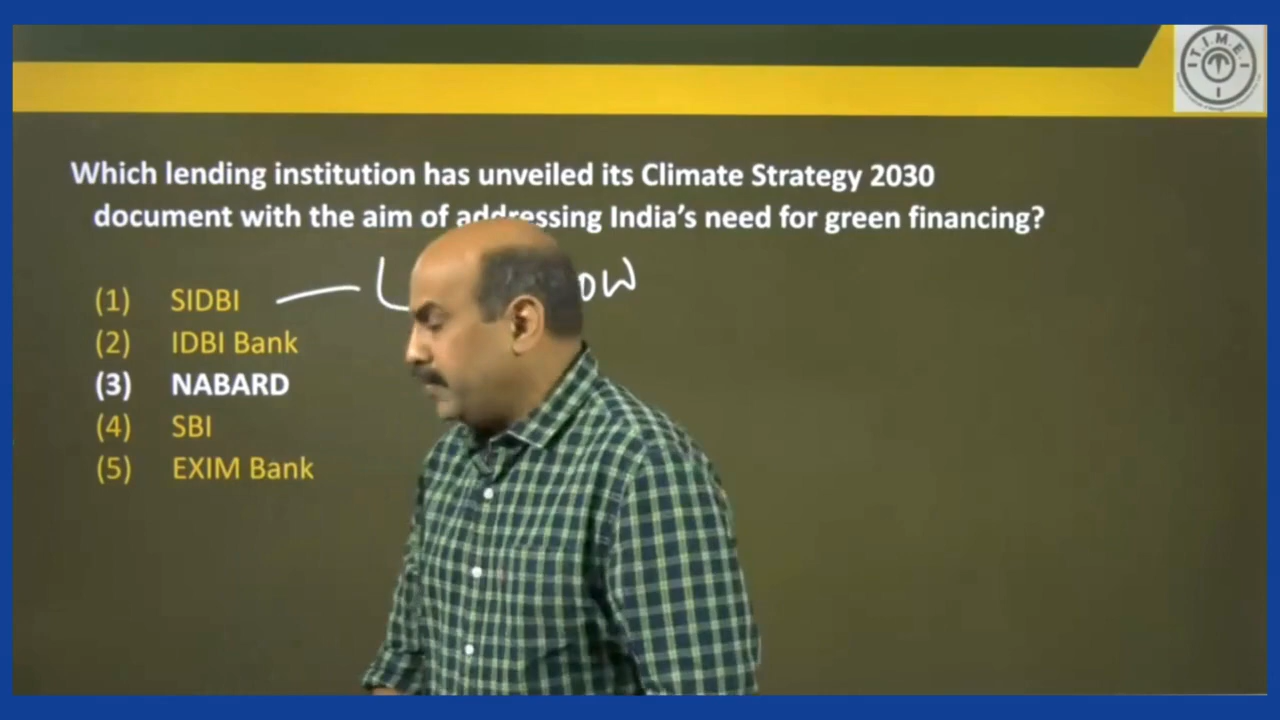 T.I.M.E.
Which lending institution has unveiled its Climate Strategy 2030
document with the aim of addressing India's need for green financing?
(1) SIDBI
(2) IDBI Bank
(3) NABARD
(4) SBI
(5) EXIM Bank